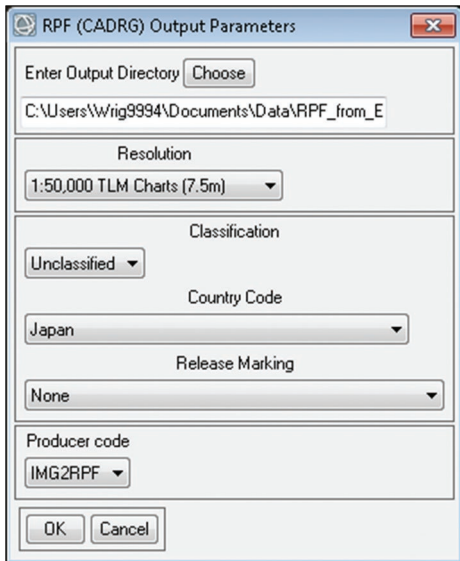 RPF (CADRG) Output Parameters
Enter Output Directory Choose
C:\Users\Wrig9994\Documents\Data\RPF_from_E
Resolution
1:50,000 TLM Charts (7.5m)
Classification
Unclassified
Country Code
Japan
Release Marking
None
Producer code
IMG2RPF
OK Cancel